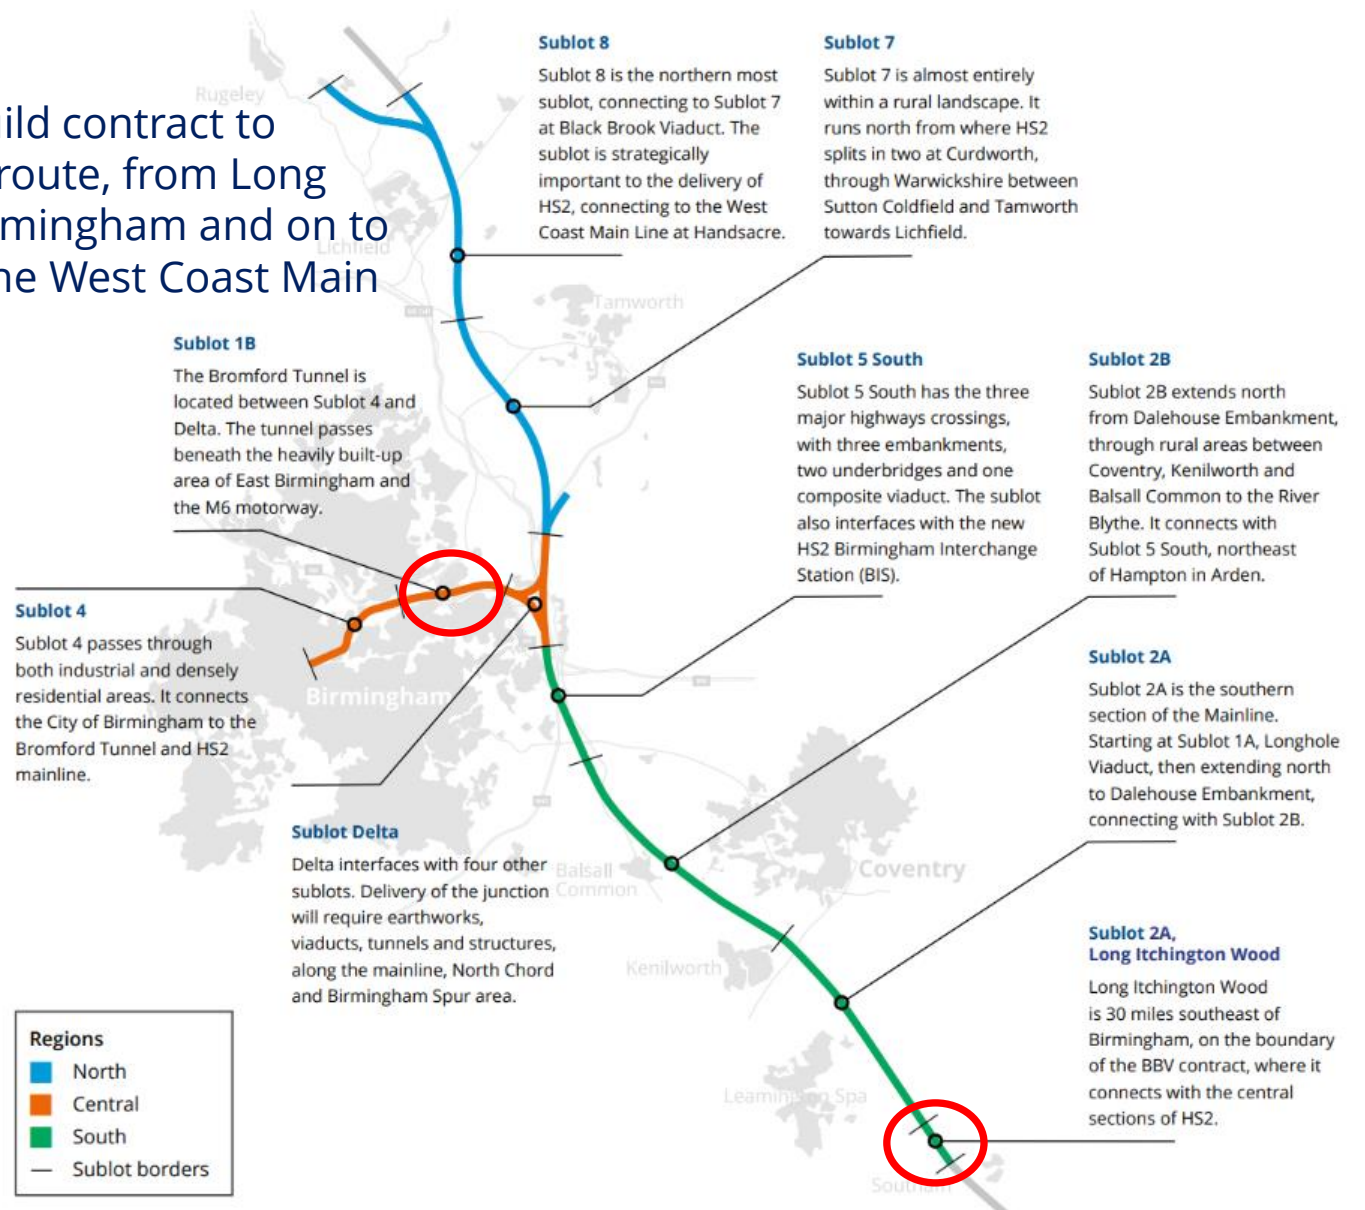 uild contract to
route, from Long
mingham and on to
he West Coast Main
Rugeley
Lichfield
Tamworth
Sublot 8
Sublot 8 is the northern most
sublot, connecting to Sublot 7
at Black Brook Viaduct. The
sublot is strategically
important to the delivery of
HS2, connecting to the West
Coast Main Line at Handsacre.
Sublot 7
Sublot 7 is almost entirely
within a rural landscape. It
runs north from where HS2
splits in two at Curdworth,
through Warwickshire between
Sutton Coldfield and Tamworth
towards Lichfield.
Sublot 1B
The Bromford Tunnel is
located between Sublot 4 and
Delta. The tunnel passes
beneath the heavily built-up
area of East Birmingham and
the M6 motorway.
Sublot 5 South
Sublot 5 South has the three
major highways crossings,
with three embankments,
two underbridges and one
composite viaduct. The sublot
also interfaces with the new
HS2 Birmingham Interchange
Station (BIS).
Sublot 2B
Sublot 2B extends north
from Dalehouse Embankment,
through rural areas between
Coventry, Kenilworth and
Balsall Common to the River
Blythe. It connects with
Sublot 5 South, northeast
of Hampton in Arden.
Sublot 4
Sublot 4 passes through
both industrial and densely
residential areas. It connects
the City of Birmingham to the
Bromford Tunnel and HS2
mainline.
Birmingham
Sublot 2A
Sublot 2A is the southern
section of the Mainline.
Starting at Sublot 1A, Longhole
Viaduct, then extending north
to Dalehouse Embankment,
connecting with Sublot 2B.
Sublot Delta
Delta interfaces with four other
sublots. Delivery of the junction
will require earthworks,
viaducts, tunnels and structures,
along the mainline, North Chord
and Birmingham Spur area.
Balsall
Common
Coventry
Kenilworth
Leamington Spa
Southam
Sublot 2A,
Long Itchington Wood
Long Itchington Wood
is 30 miles southeast of
Birmingham, on the boundary
of the BBV contract, where it
connects with the central
sections of HS2.
Regions
North
Central
South
Sublot borders